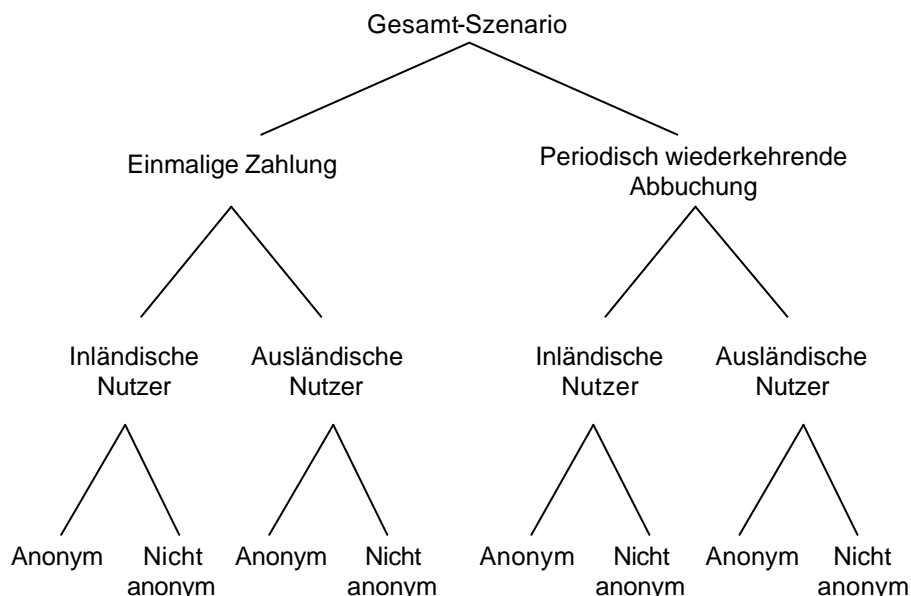 Gesamt-Szenario
Einmalige Zahlung
Periodisch wiederkehrende
Abbuchung
Inländische
Nutzer
Ausländische
Nutzer
Inländische
Nutzer
Ausländische
Nutzer
Anonym
Nicht
anonym
Anonym
Nicht
anonym
Anonym
Nicht
anonym
Anonym
Nicht
anonym